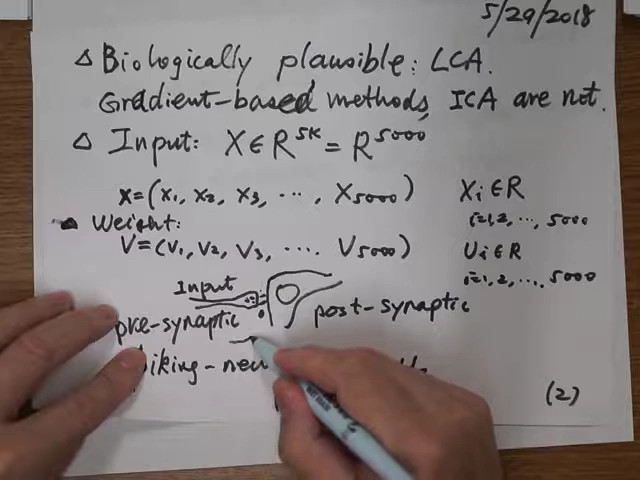 5/29/2018
△ Biologically plausible: LCA.
Gradient-based methods, ICA are not.
△ Input: X ∈ R^5K = R^5000
x = (x₁, x₂, x₃, ..., x₅₀₀₀) xᵢ ∈ R
i=1,2, ..., 5000
Weight:
V = (v₁, v₂, v₃, ... v₅₀₀₀) Uᵢ ∈ R
i=1,2, ..., 5000
Input
pre-synaptic post-synaptic
(2)